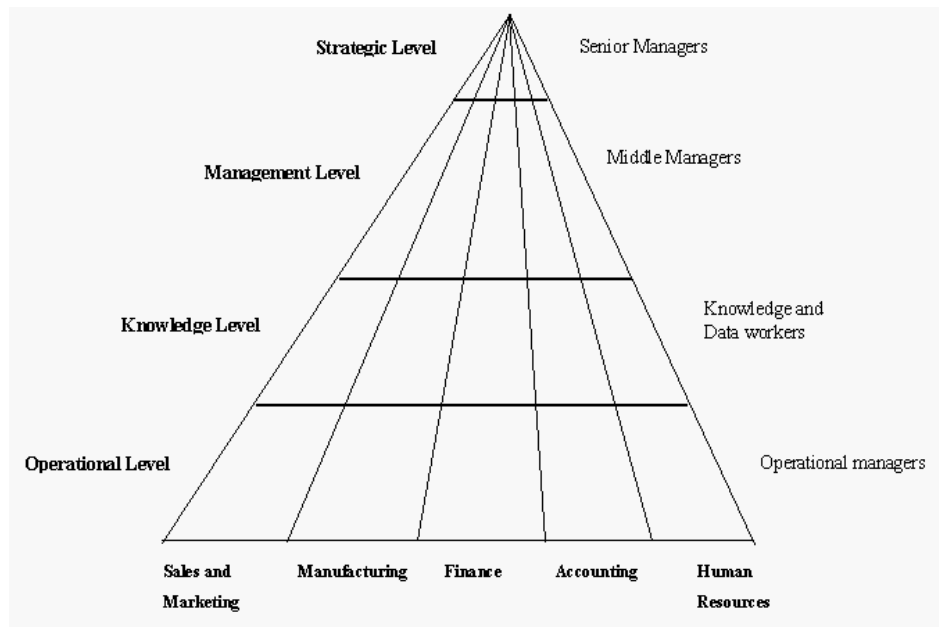 Strategic Level
Senior Managers
Management Level
Middle Managers
Knowledge Level
Knowledge and
Data workers
Operational Level
Operational managers
Sales and
Marketing
Manufacturing
Finance
Accounting
Human
Resources